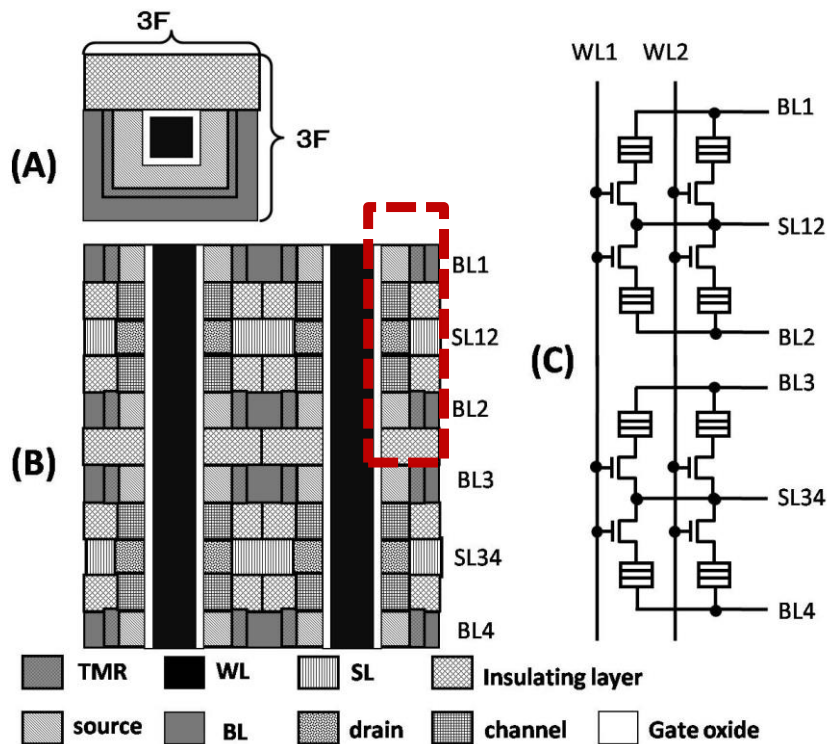 3F
3F
(A)
(B)
BL1
SL12
BL2
BL3
SL34
BL4
WL1 WL2
BL1
SL12
BL2
(C)
BL3
SL34
BL4
TMR WL SL Insulating layer
source BL drain channel Gate oxide